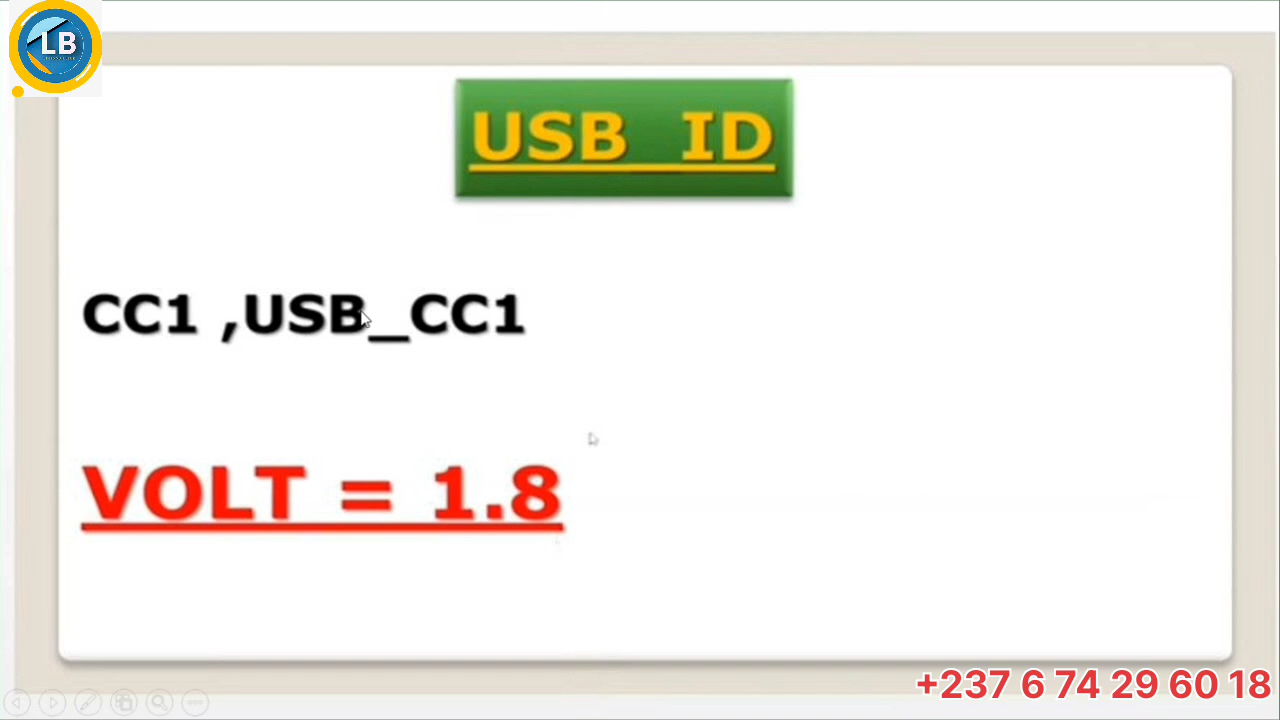 LB
USB ID
CC1 ,USB_CC1
VOLT = 1.8
+237 6 74 29 60 18